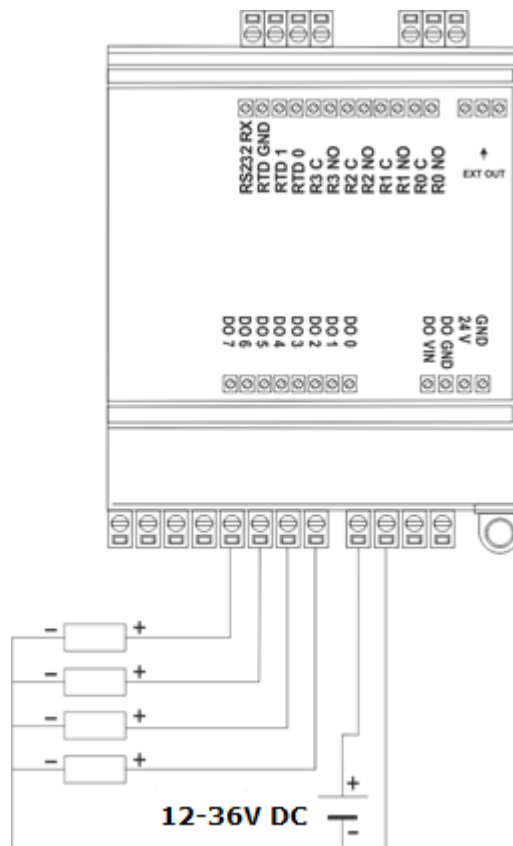 RS232 RX
RTD GND
RTD 1
RTD 0
R3 C
R3 NO
R2 C
R2 NO
R1 C
R1 NO
R0 C
R0 NO
EXT OUT
DO 7
DO 6
DO 5
DO 4
DO 3
DO 2
DO 1
DO 0
DO VIN
DO GND
24 V
GND
- +
- +
- +
- +
+
12-36V DC
-